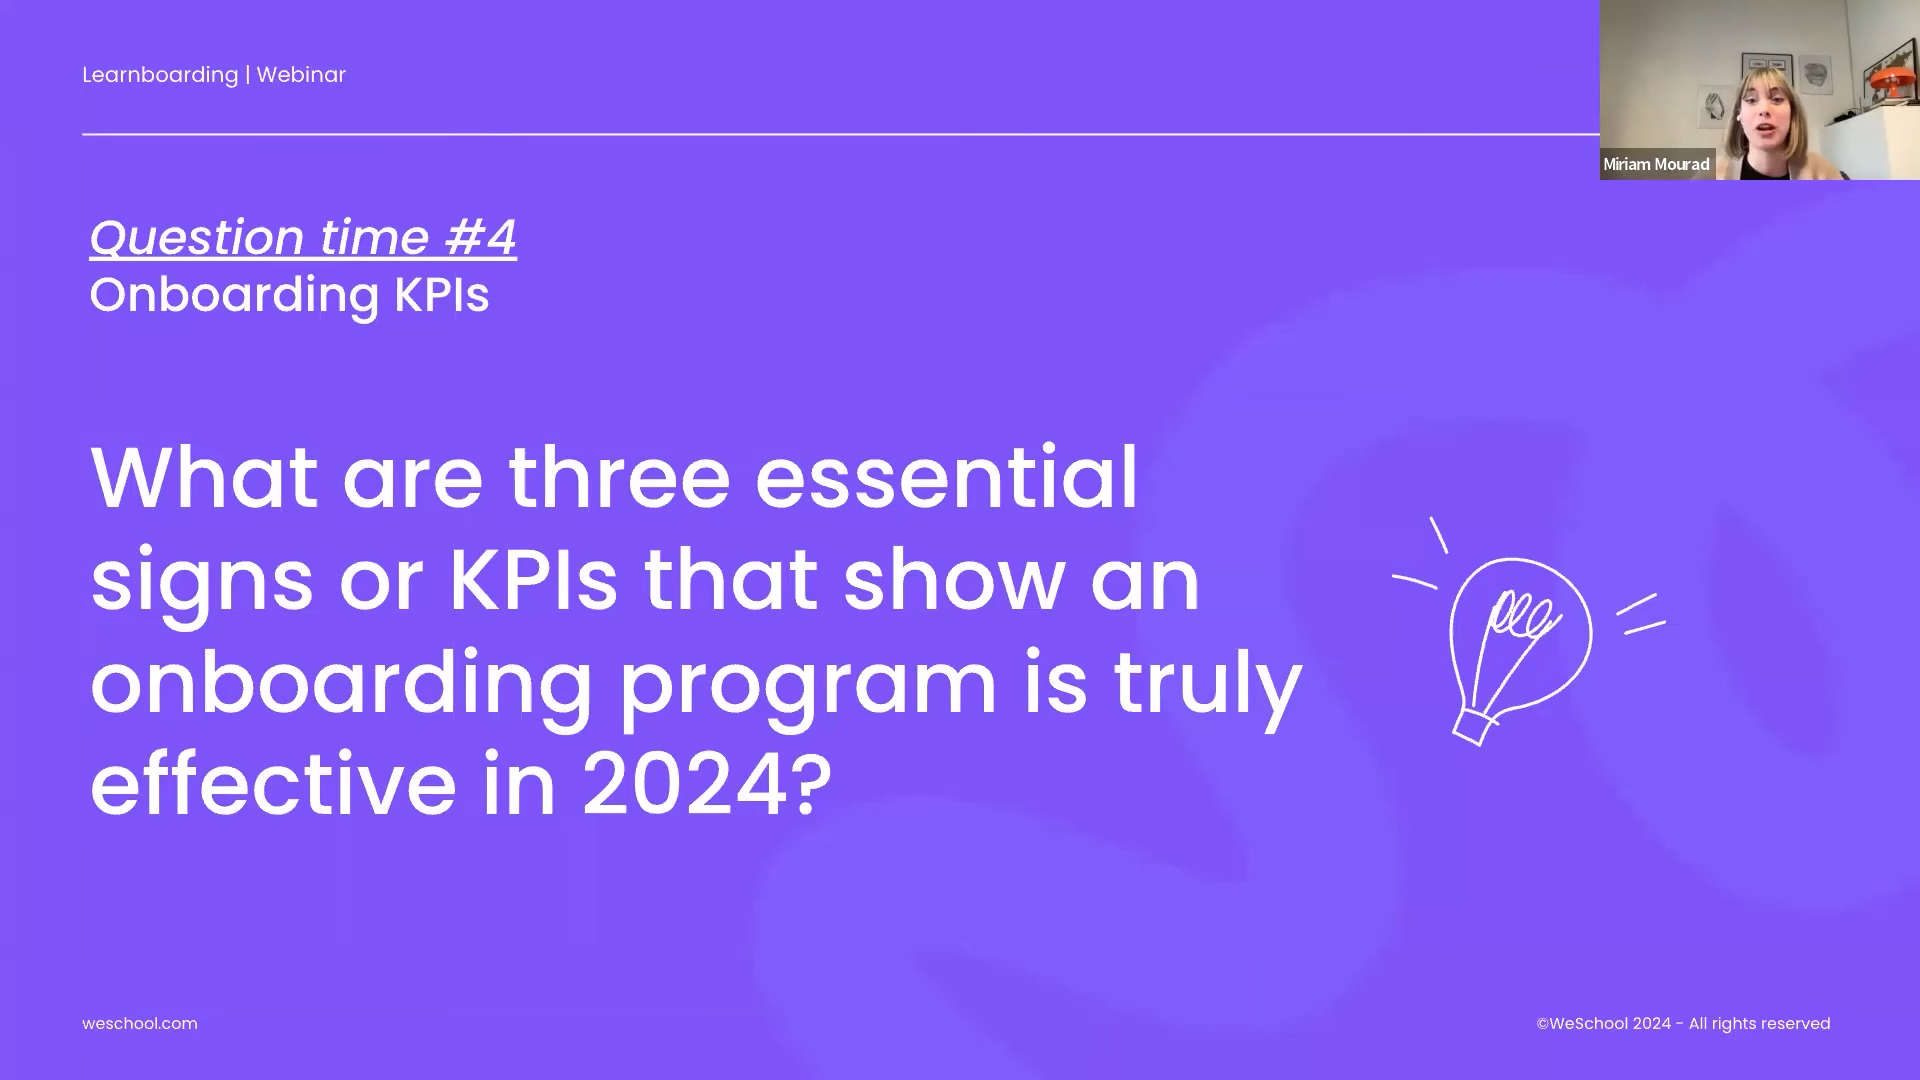 Learnboarding | Webinar
Miriam Mourad
Question time #4
Onboarding KPIs
What are three essential
signs or KPIs that show an
onboarding program is truly
effective in 2024?
weschool.com
©WeSchool 2024 - All rights reserved